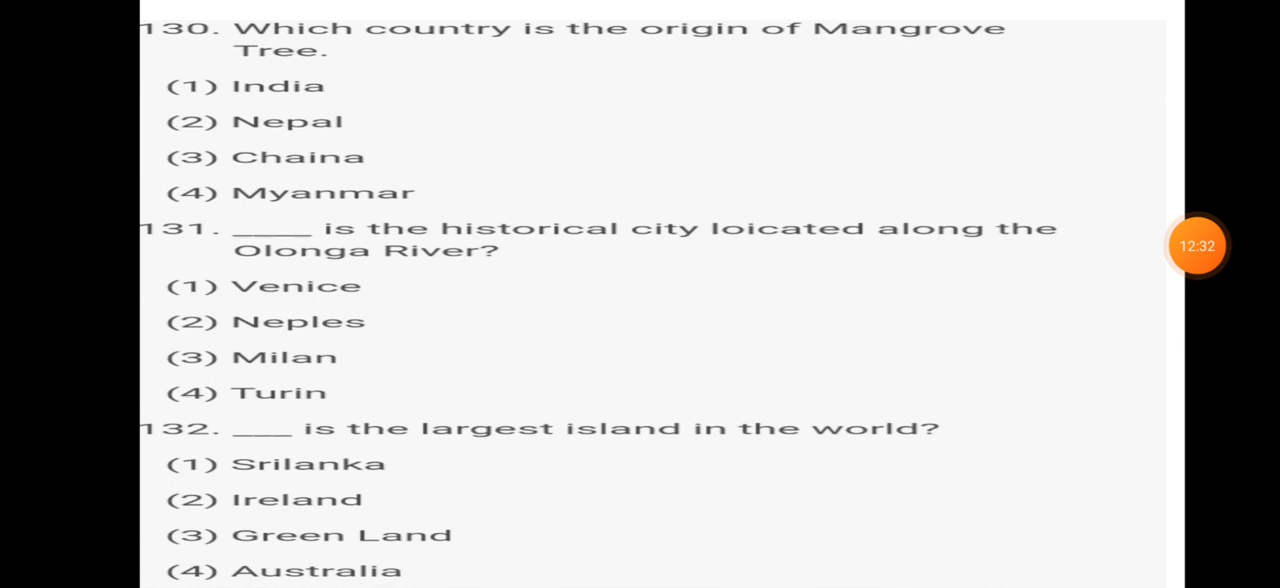 130. Which country is the origin of Mangrove
Tree.
(1) India
(2) Nepal
(3) Chaina
(4) Myanmar
131. ____ is the historical city loicated along the
Olonga River?
(1) Venice
(2) Neples
(3) Milan
(4) Turin
132. ___ is the largest island in the world?
(1) Srilanka
(2) Ireland
(3) Green Land
(4) Australia
12:32